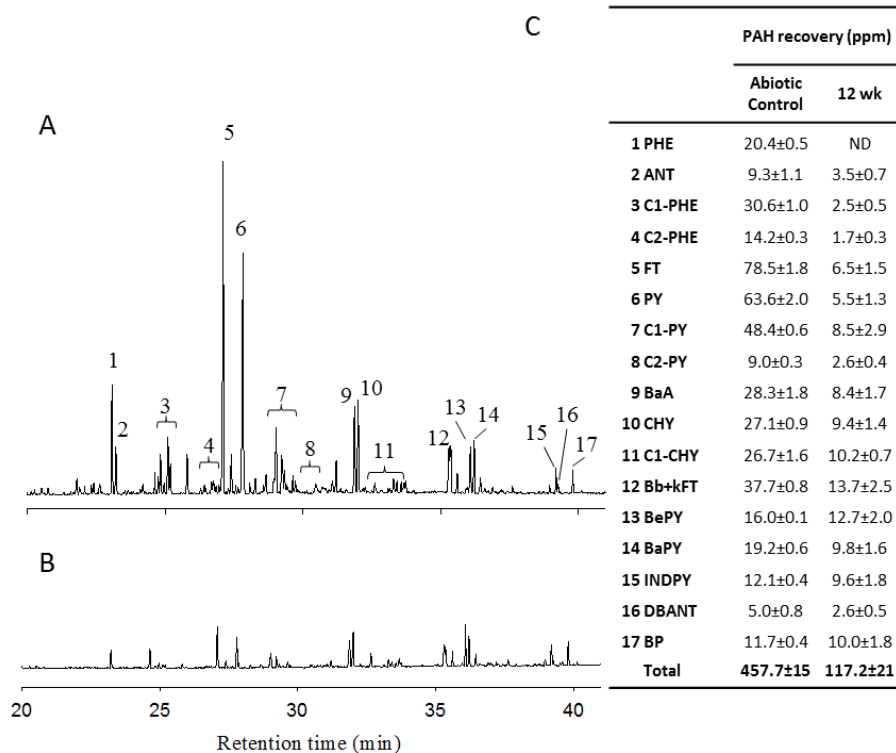 A
5
6
1
2
3
4
7
8
9
10
11
12
13
14
15
16
17
B
20 25 30 35 40
Retention time (min)
C
PAH recovery (ppm)
Abiotic Control 12 wk
1 PHE 20.4±0.5 ND
2 ANT 9.3±1.1 3.5±0.7
3 C1-PHE 30.6±1.0 2.5±0.5
4 C2-PHE 14.2±0.3 1.7±0.3
5 FT 78.5±1.8 6.5±1.5
6 PY 63.6±2.0 5.5±1.3
7 C1-PY 48.4±0.6 8.5±2.9
8 C2-PY 9.0±0.3 2.6±0.4
9 BaA 28.3±1.8 8.4±1.7
10 CHY 27.1±0.9 9.4±1.4
11 C1-CHY 26.7±1.6 10.2±0.7
12 Bb+kFT 37.7±0.8 13.7±2.5
13 BePY 16.0±0.1 12.7±2.0
14 BaPY 19.2±0.6 9.8±1.6
15 INDPY 12.1±0.4 9.6±1.8
16 DBANT 5.0±0.8 2.6±0.5
17 BP 11.7±0.4 10.0±1.8
Total 457.7±15 117.2±21